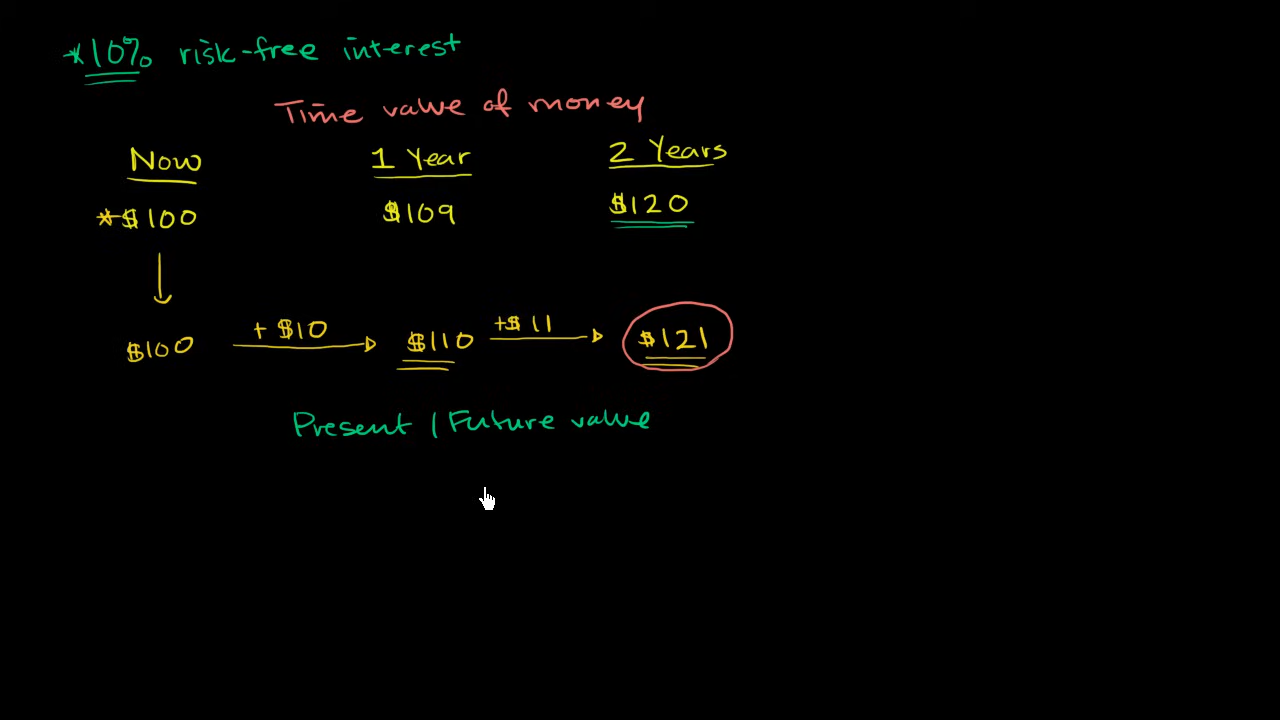 *10% risk-free interest
Time value of money
Now 1 Year 2 Years
*$100 $109 $120
$100 + $10 $110 +$ 11 $121
Present / Future value